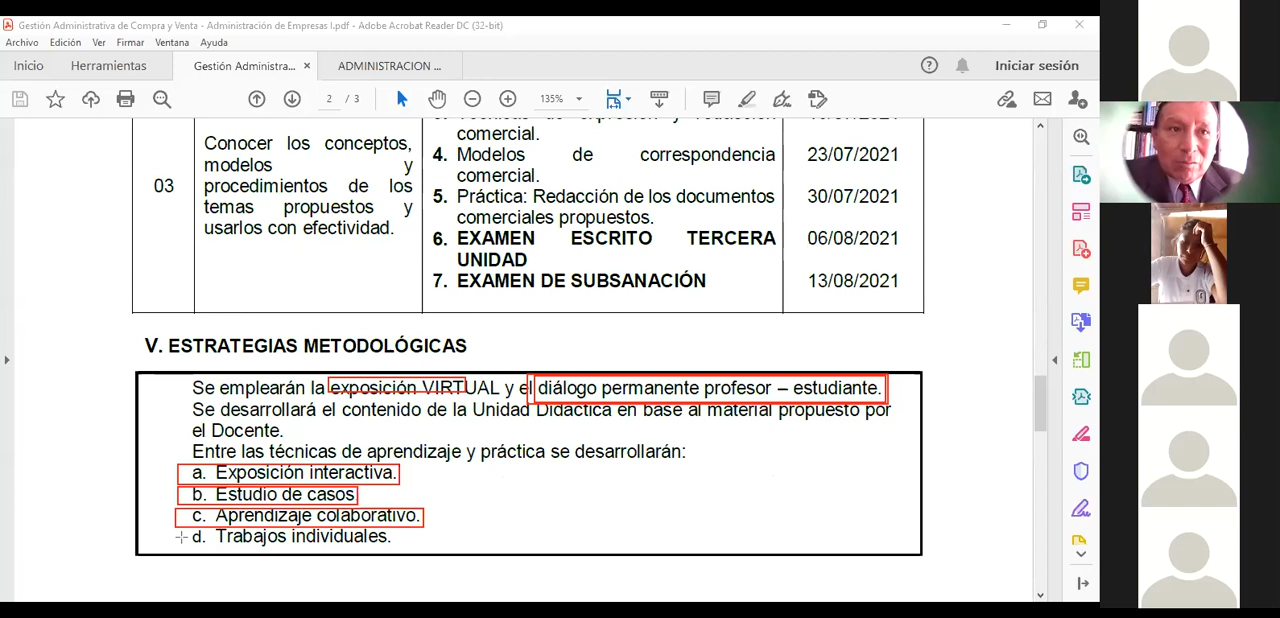 Gestión Administrativa de Compra y Venta - Administración de Empresas I.pdf - Adobe Acrobat Reader DC (32-bit)
Archivo Edición Ver Firmar Ventana Ayuda
Inicio Herramientas Gestión Administra... × ADMINISTRACION ... Iniciar sesión
2 / 3 135%
comercial.
4. Modelos de correspondencia 23/07/2021
comercial.
5. Práctica: Redacción de los documentos 30/07/2021
comerciales propuestos.
6. EXAMEN ESCRITO TERCERA 06/08/2021
UNIDAD
7. EXAMEN DE SUBSANACIÓN 13/08/2021
03
Conocer los conceptos,
modelos y
procedimientos de los
temas propuestos y
usarlos con efectividad.
V. ESTRATEGIAS METODOLÓGICAS
Se emplearán la exposición VIRTUAL y el diálogo permanente profesor – estudiante.
Se desarrollará el contenido de la Unidad Didáctica en base al material propuesto por
el Docente.
Entre las técnicas de aprendizaje y práctica se desarrollarán:
a. Exposición interactiva.
b. Estudio de casos
c. Aprendizaje colaborativo.
d. Trabajos individuales.